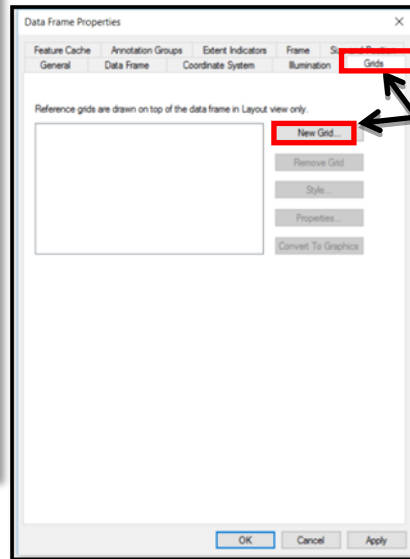 Data Frame Properties
Feature Cache Annotation Groups Extent Indicators Frame
General Data Frame Coordinate System Illumination Grids
Reference grids are drawn on top of the data frame in Layout view only.
New Grid...
Remove Grid
Style...
Properties...
Convert To Graphics
OK Cancel Apply